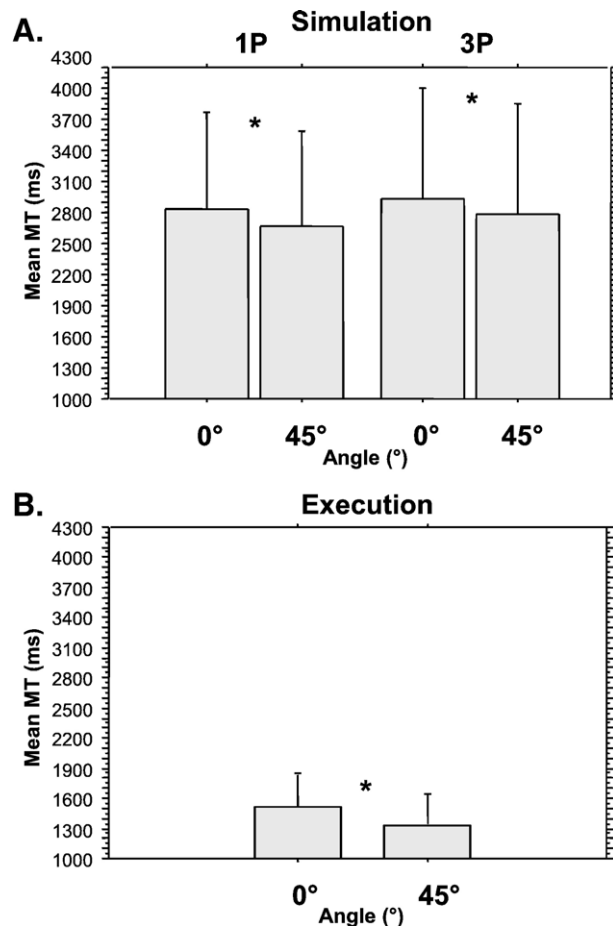 A.
Simulation
1P 3P
4300
4000
3700
3400
3100
2800
2500
2200
1900
1600
1300
1000
Mean MT (ms)
* *
0° 45° 0° 45°
Angle (°)
B.
Execution
4300
4000
3700
3400
3100
2800
2500
2200
1900
1600
1300
1000
Mean MT (ms)
*
0° 45°
Angle (°)